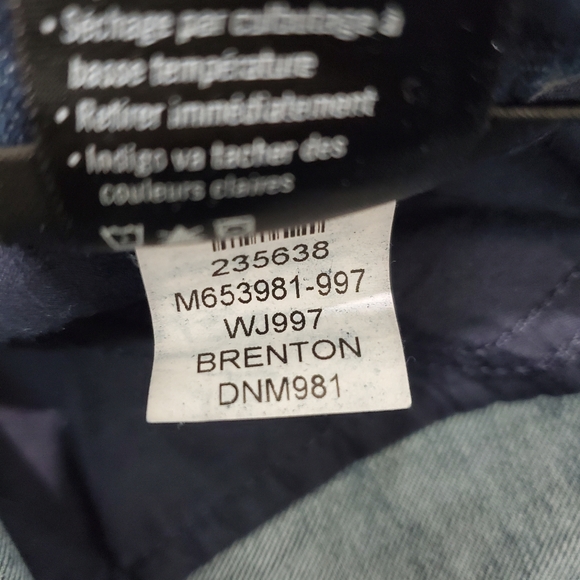 • Séchage par culbutage à
basse température
• Retirer immédiatement
• Indigo va tacher des
couleurs claires
235638
M653981-997
WJ997
BRENTON
DNM981